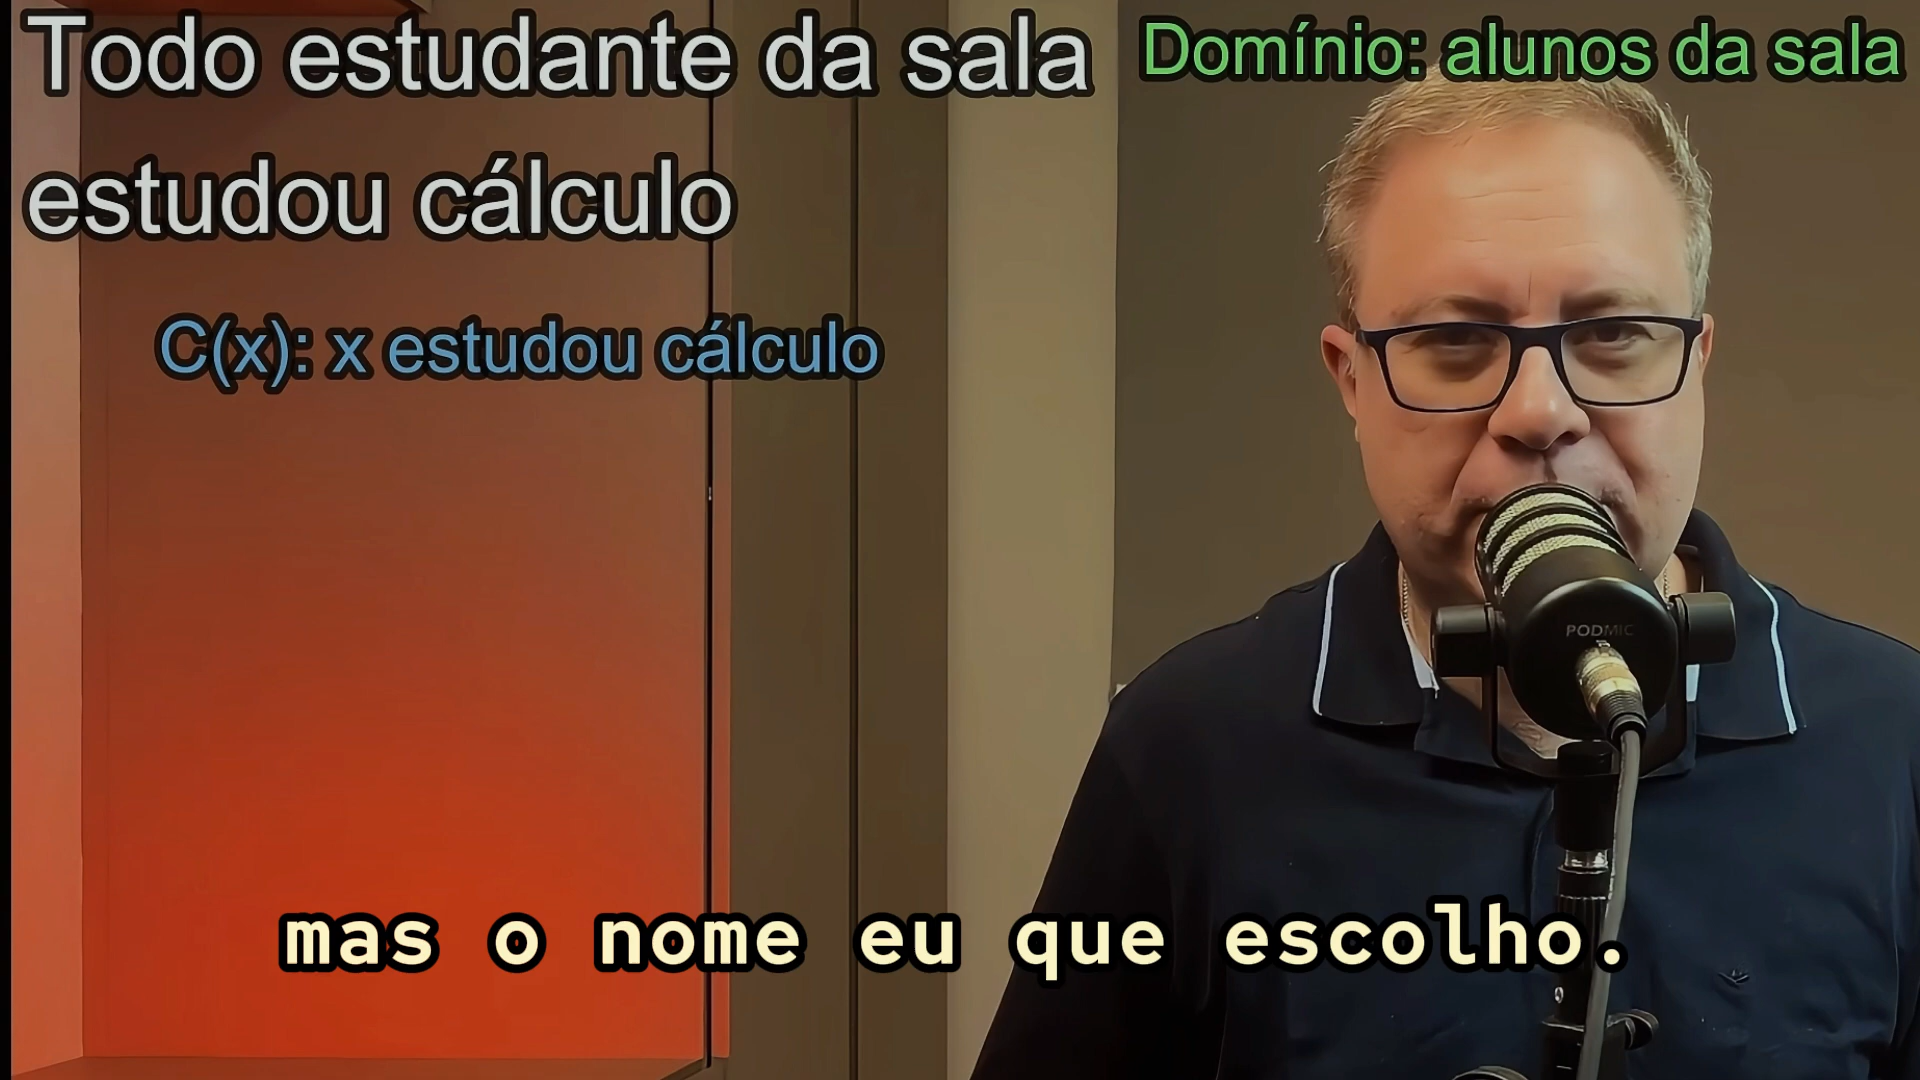 Todo estudante da sala
estudou cálculo
Domínio: alunos da sala
C(x): x estudou cálculo
PODMIC
mas o nome eu que escolho.